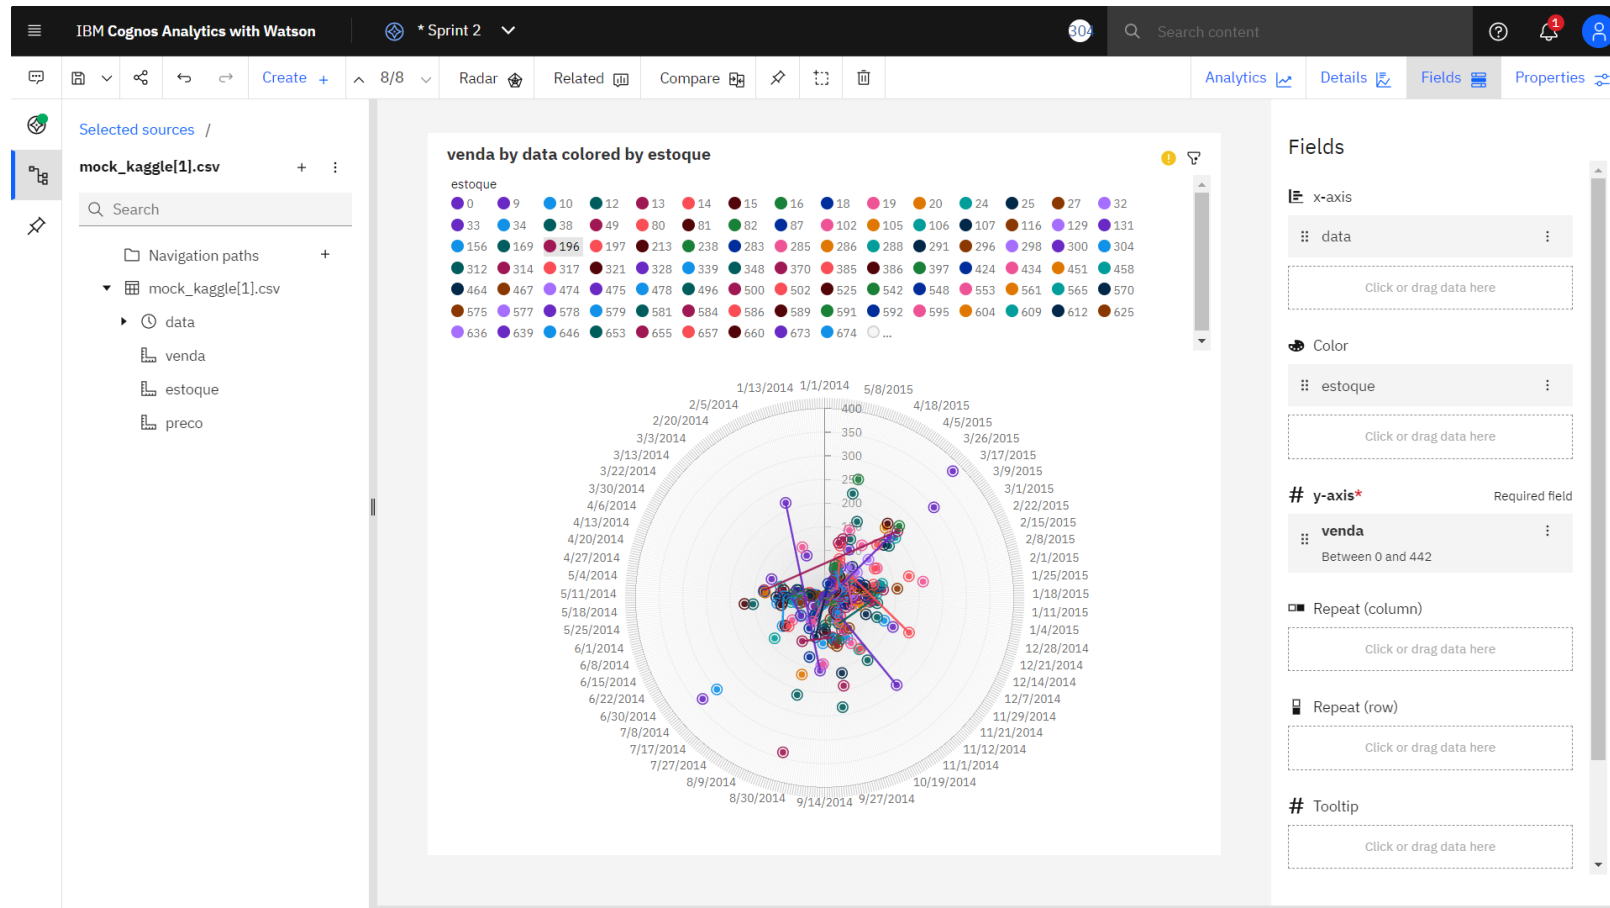 IBM Cognos Analytics with Watson
* Sprint 2
304
Search content
1
Create +
8/8
Radar
Related
Compare
Analytics
Details
Fields
Properties
Selected sources /
mock_kaggle[1].csv
Search
Navigation paths
mock_kaggle[1].csv
data
venda
estoque
preco
venda by data colored by estoque
estoque
0 9 10 12 13 14 15 16 18 19 20 24 25 27 32
33 34 38 49 80 81 82 87 102 105 106 107 116 129 131
156 169 196 197 213 238 283 285 286 288 291 296 298 300 304
312 314 317 321 328 339 348 370 385 386 397 424 434 451 458
464 467 474 475 478 496 500 502 525 542 548 553 561 565 570
575 577 578 579 581 584 586 589 591 592 595 604 609 612 625
636 639 646 653 655 657 660 673 674 ...
1/13/2014 1/1/2014 5/8/2015
2/5/2014 4/18/2015
2/20/2014 4/5/2015
3/3/2014 3/26/2015
3/13/2014 3/17/2015
3/22/2014 3/9/2015
3/30/2014 3/1/2015
4/6/2014 2/22/2015
4/13/2014 2/15/2015
4/20/2014 2/8/2015
4/27/2014 2/1/2015
5/4/2014 1/25/2015
5/11/2014 1/18/2015
5/18/2014 1/11/2015
5/25/2014 1/4/2015
6/1/2014 12/28/2014
6/8/2014 12/21/2014
6/15/2014 12/14/2014
6/22/2014 12/7/2014
6/30/2014 11/29/2014
7/8/2014 11/21/2014
7/17/2014 11/12/2014
7/27/2014 11/1/2014
8/9/2014 10/19/2014
8/30/2014 9/14/2014 9/27/2014
400
350
300
200
Fields
x-axis
data
Click or drag data here
Color
estoque
Click or drag data here
# y-axis* Required field
venda
Between 0 and 442
Repeat (column)
Click or drag data here
Repeat (row)
Click or drag data here
# Tooltip
Click or drag data here